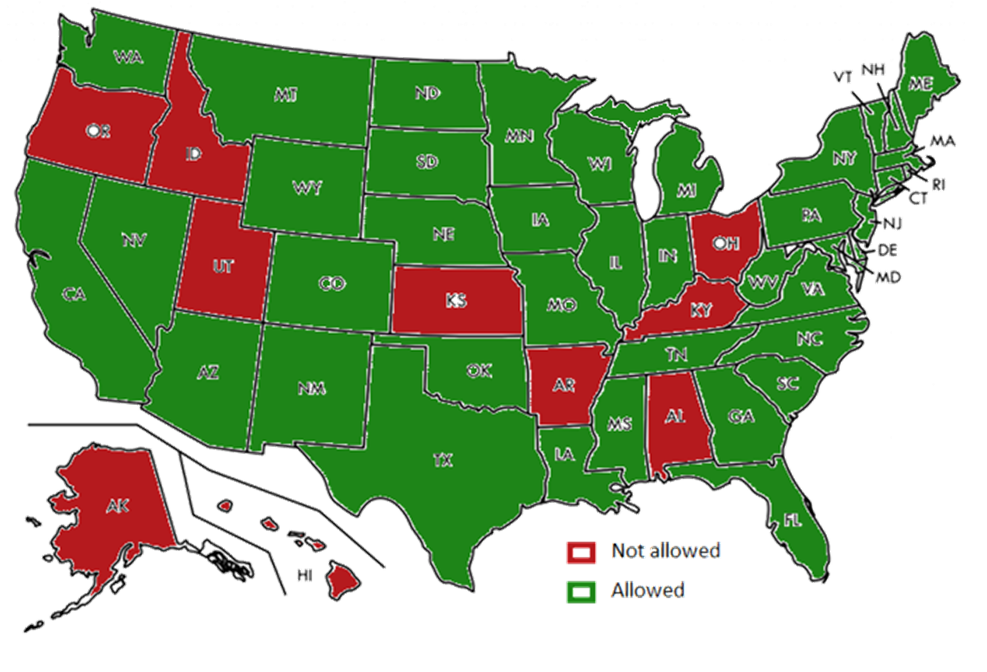 WA
MT
ND
MN
OR
ID
WY
SD
WI
MI
NY
VT
NH
ME
MA
RI
CT
NJ
DE
MD
PA
NV
UT
CO
NE
IA
IL
IN
OH
WV
VA
CA
KS
MO
KY
NC
AZ
NM
OK
TN
SC
AR
MS
AL
GA
TX
LA
FL
AK
HI
Not allowed
Allowed